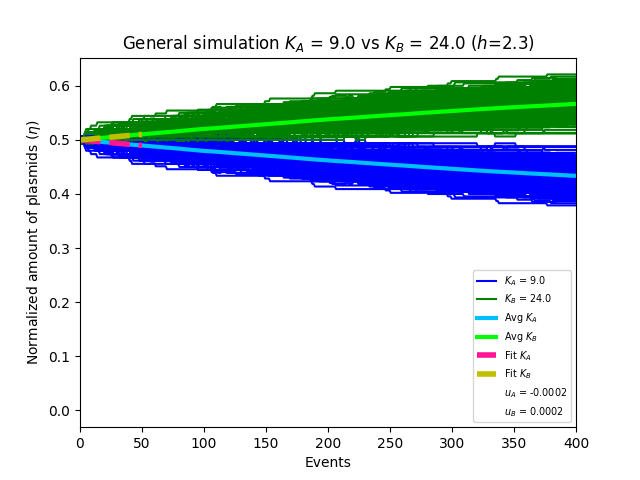 General simulation K_A = 9.0 vs K_B = 24.0 (h=2.3)
Normalized amount of plasmids (η)
0.6
0.5
0.4
0.3
0.2
0.1
0.0
K_A = 9.0
K_B = 24.0
Avg K_A
Avg K_B
Fit K_A
Fit K_B
u_A = -0.0002
u_B = 0.0002
0 50 100 150 200 250 300 350 400
Events